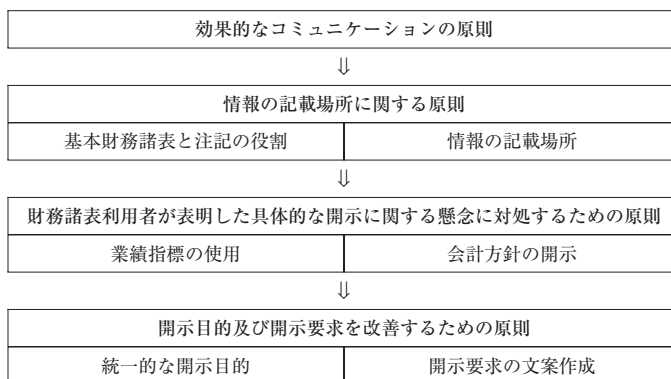 効果的なコミュニケーションの原則
⇓
情報の記載場所に関する原則
基本財務諸表と注記の役割 情報の記載場所
⇓
財務諸表利用者が表明した具体的な開示に関する懸念に対処するための原則
業績指標の使用 会計方針の開示
⇓
開示目的及び開示要求を改善するための原則
統一的な開示目的 開示要求の文案作成